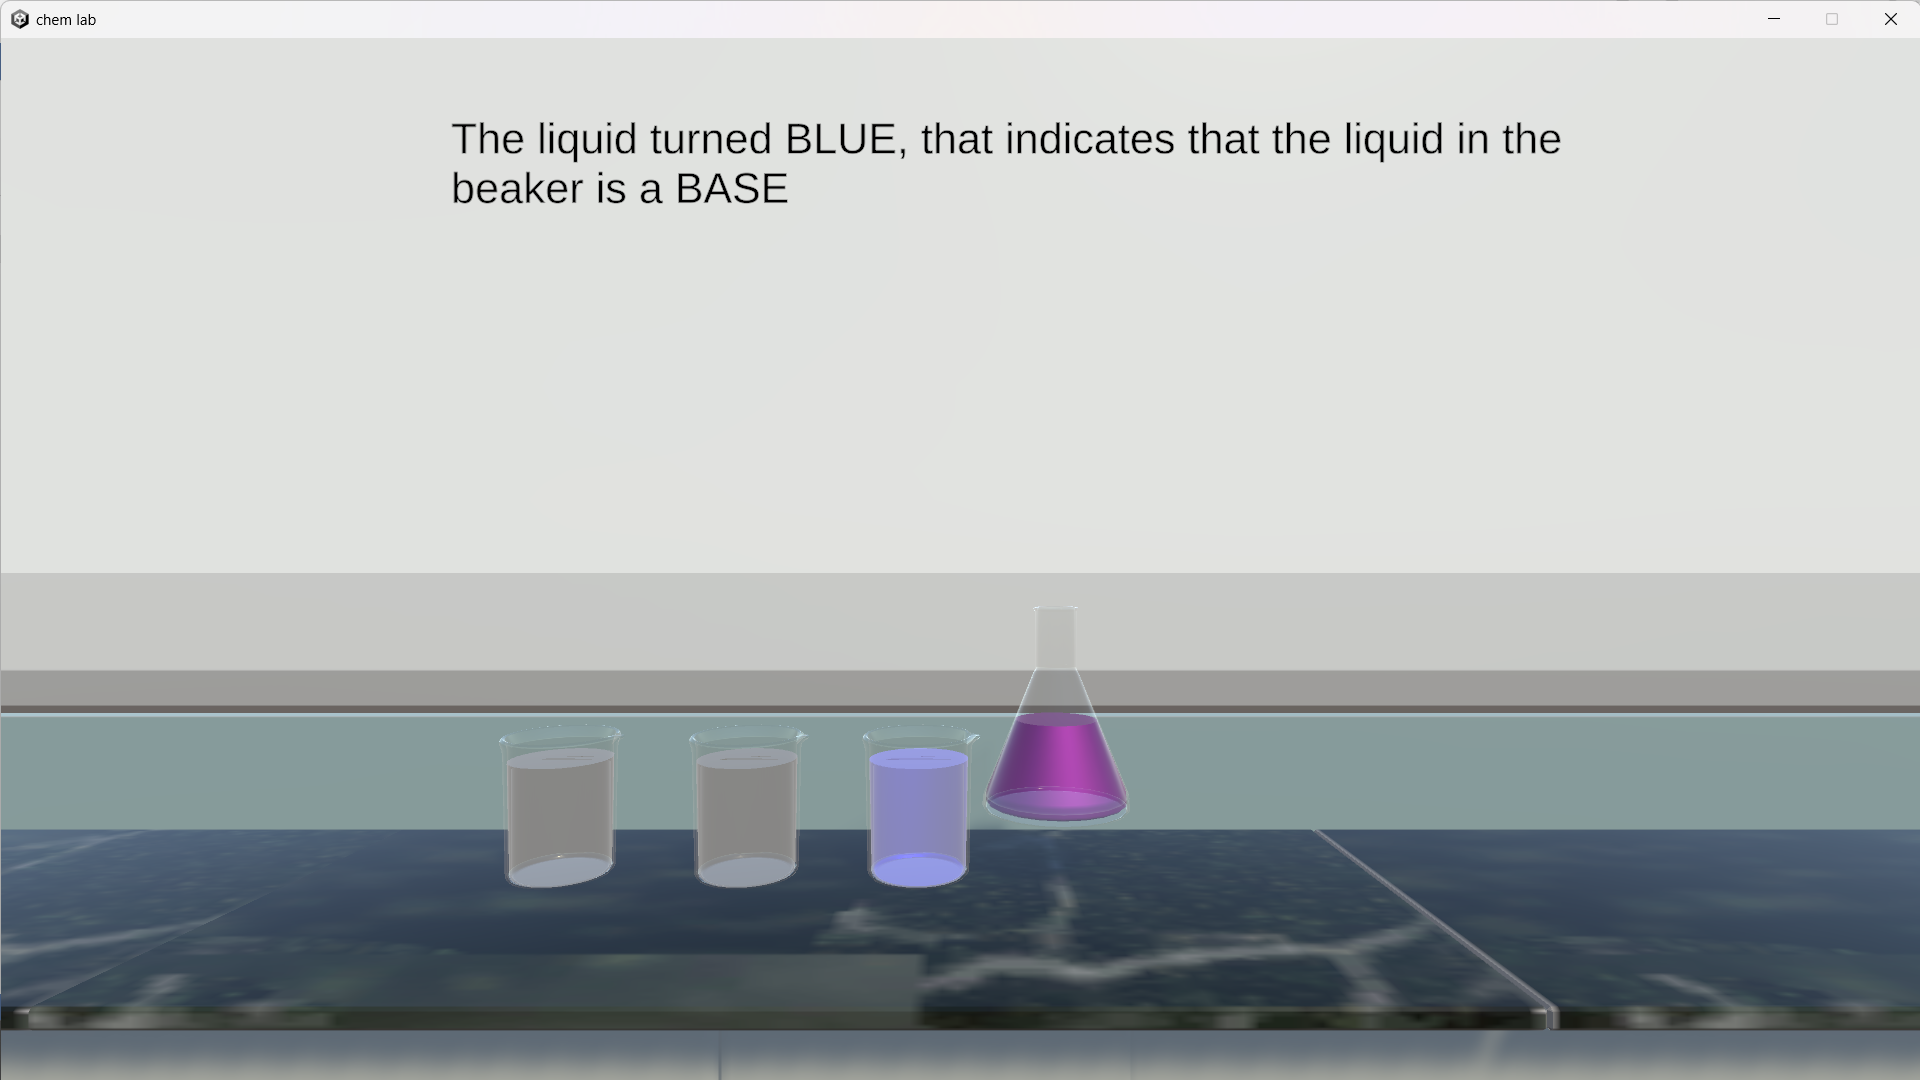 chem lab
The liquid turned BLUE, that indicates that the liquid in the
beaker is a BASE